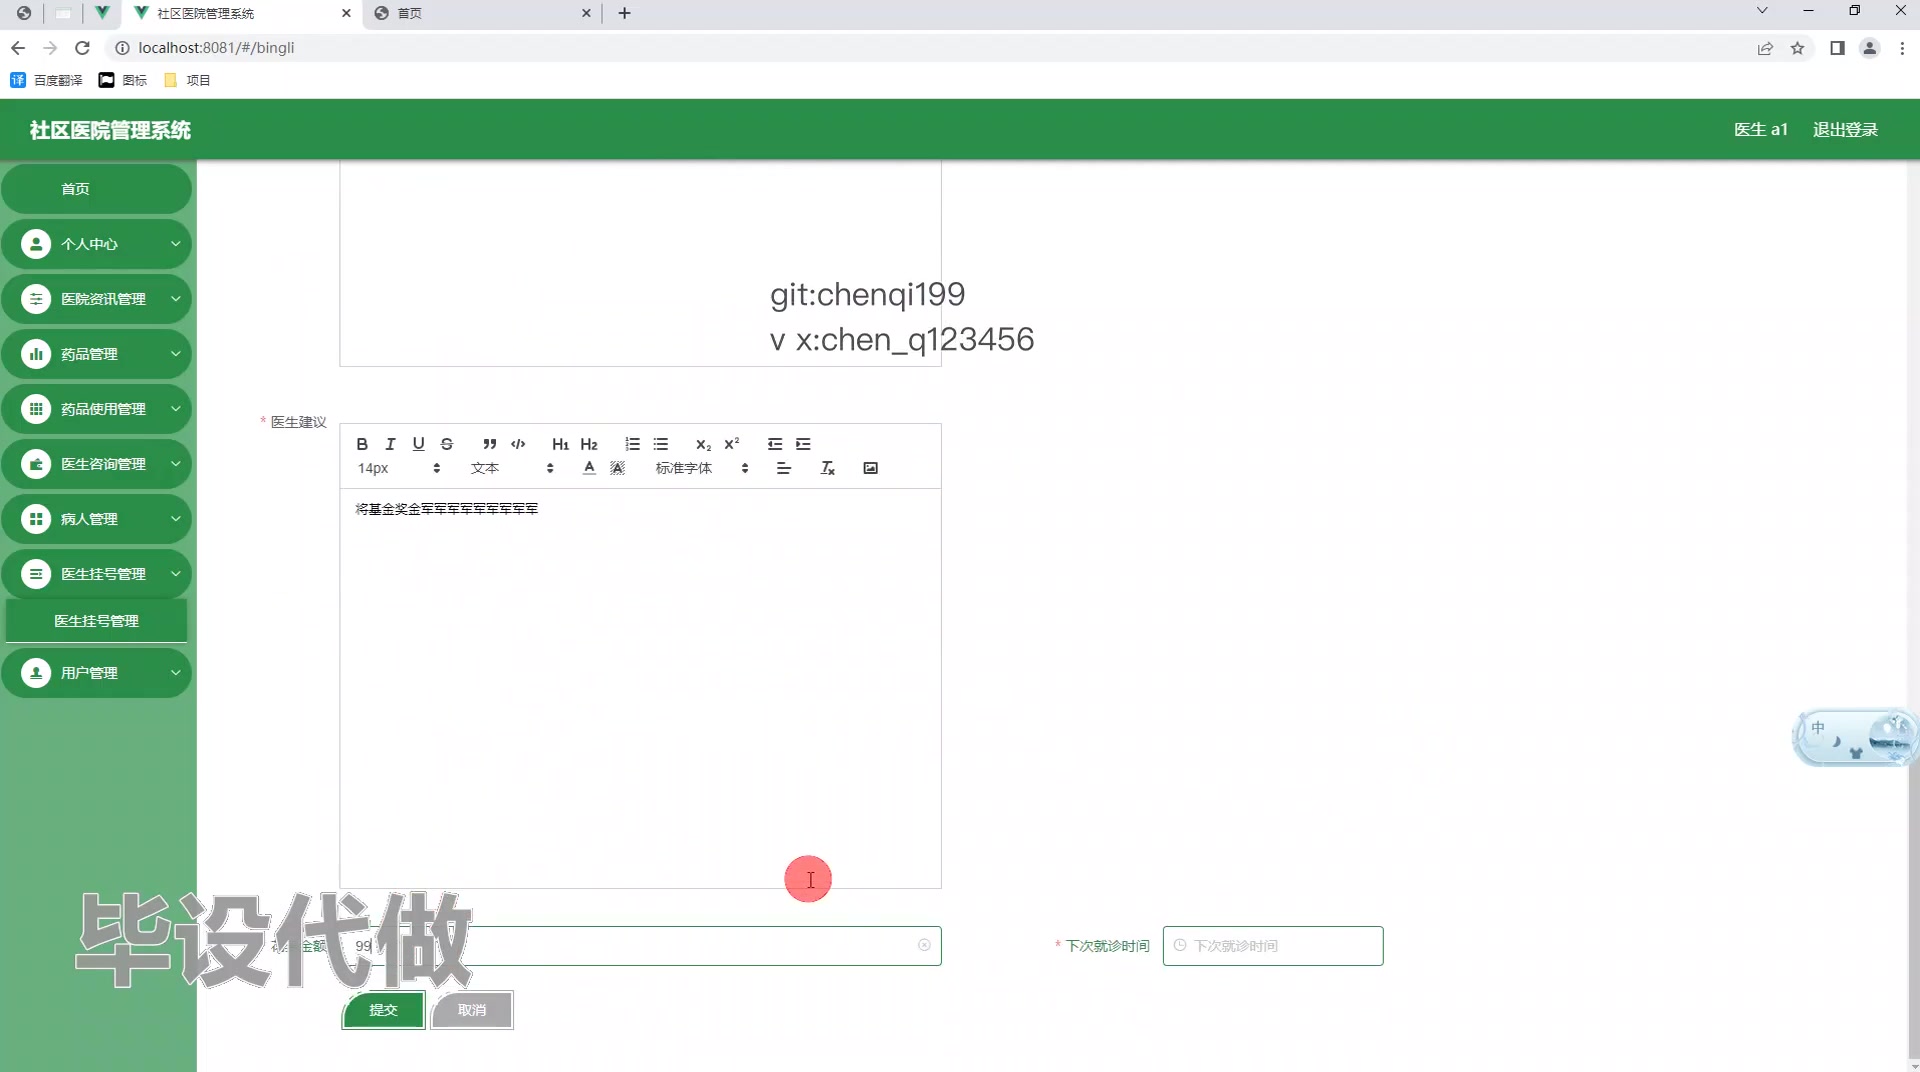 社区医院管理系统
首页
localhost:8081/#/bingli
译 百度翻译
图标
项目
社区医院管理系统
医生 a1
退出登录
首页
个人中心
医院资讯管理
药品管理
药品使用管理
医生咨询管理
病人管理
医生挂号管理
医生挂号管理
用户管理
git:chenqi199
v x:chen_q123456
* 医生建议
B I U S H1 H2 X2 X2
14px
文本
A A
标准字体
Tx
将基金奖金军军军军军军军军军
中
金额
99
* 下次就诊时间
下次就诊时间
毕设代做
提交
取消